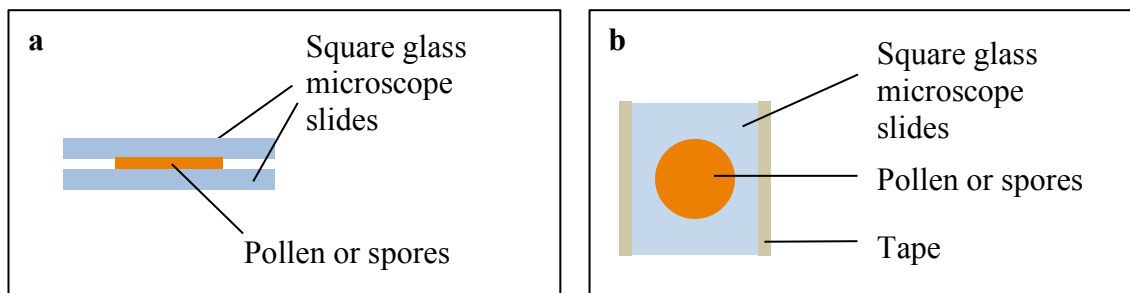 a
Square glass
microscope
slides
Pollen or spores
b
Square glass
microscope
slides
Pollen or spores
Tape